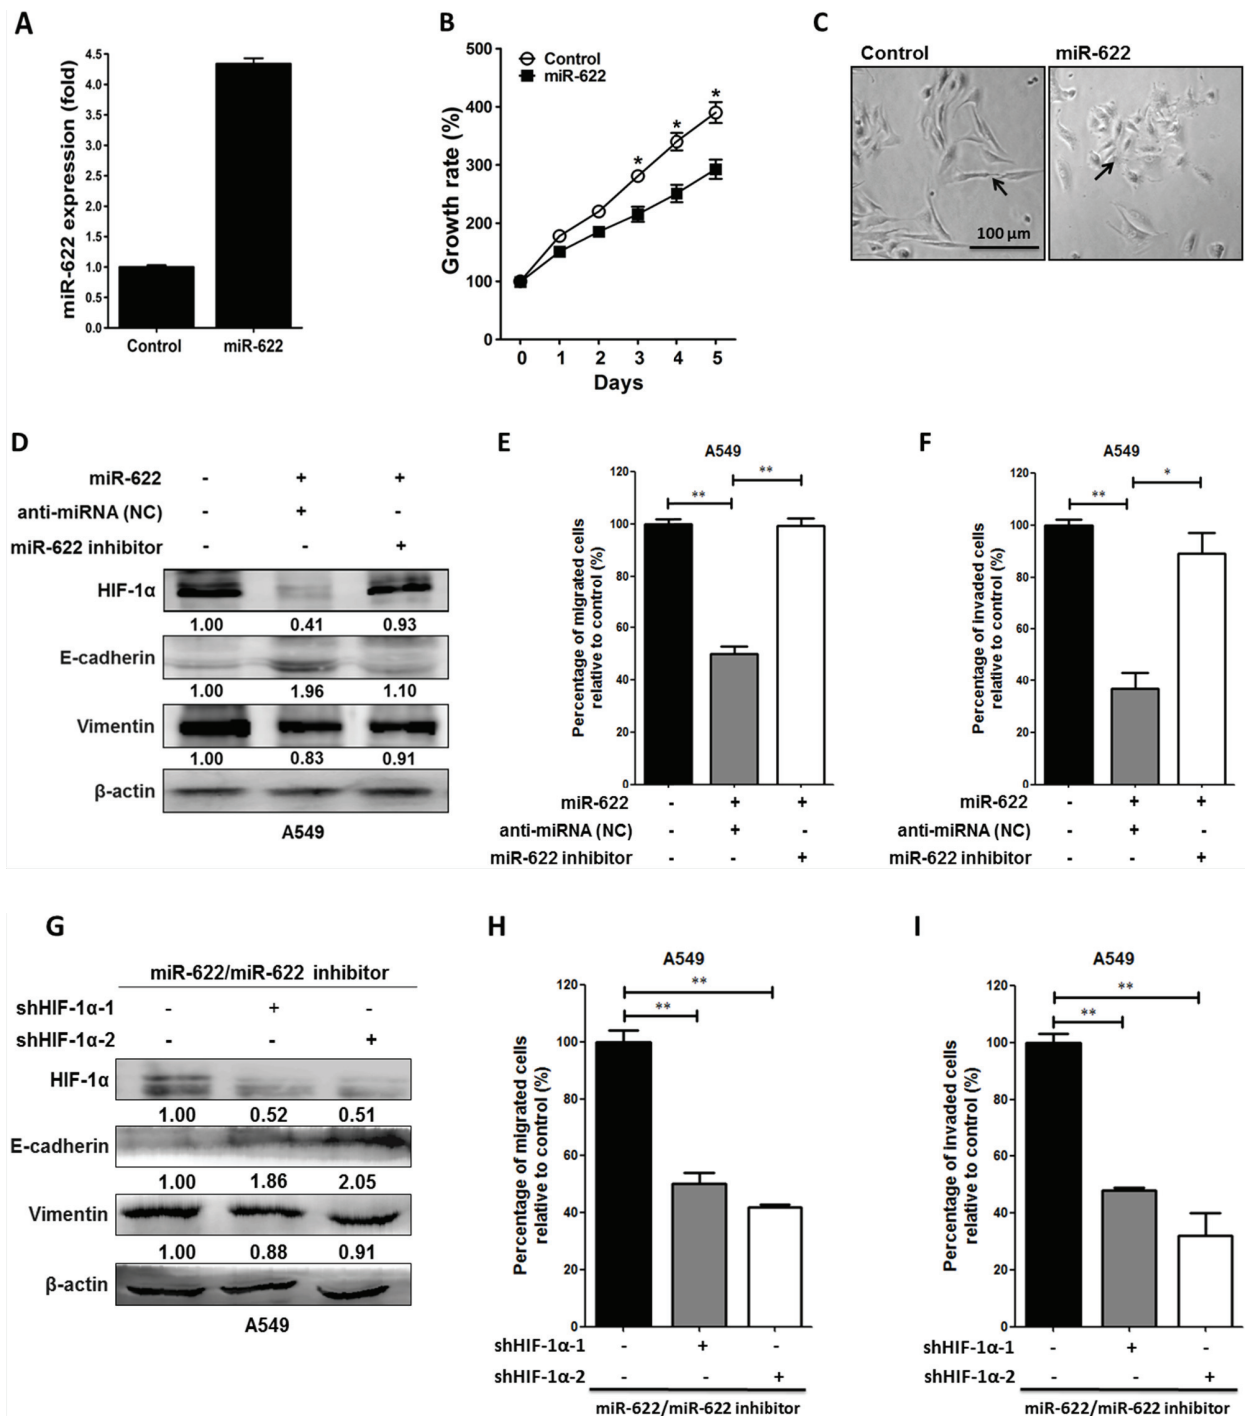 A
miR-622 expression (fold)
4.5
4.0
3.5
3.0
2.5
2.0
1.5
1.0
0.5
0.0
Control miR-622
B
Growth rate (%)
500
400
300
200
100
0
Control
miR-622
* * *
0 1 2 3 4 5
Days
C
Control miR-622
100 µm
D
miR-622 - + +
anti-miRNA (NC) - + -
miR-622 inhibitor - - +
HIF-1α
1.00 0.41 0.93
E-cadherin
1.00 1.96 1.10
Vimentin
1.00 0.83 0.91
β-actin
A549
E
A549
Percentage of migrated cells
relative to control (%)
120
100
80
60
40
20
0
** **
miR-622 - + +
anti-miRNA (NC) - + -
miR-622 inhibitor - - +
F
A549
Percentage of invaded cells
relative to control (%)
120
100
80
60
40
20
0
** *
miR-622 - + +
anti-miRNA (NC) - + -
miR-622 inhibitor - - +
G
miR-622/miR-622 inhibitor
shHIF-1α-1 - + -
shHIF-1α-2 - - +
HIF-1α
1.00 0.52 0.51
E-cadherin
1.00 1.86 2.05
Vimentin
1.00 0.88 0.91
β-actin
A549
H
A549
Percentage of migrated cells
relative to control (%)
120
100
80
60
40
20
0
**
**
shHIF-1α-1 - + -
shHIF-1α-2 - - +
miR-622/miR-622 inhibitor
I
A549
Percentage of invaded cells
relative to control (%)
120
100
80
60
40
20
0
**
**
shHIF-1α-1 - + -
shHIF-1α-2 - - +
miR-622/miR-622 inhibitor